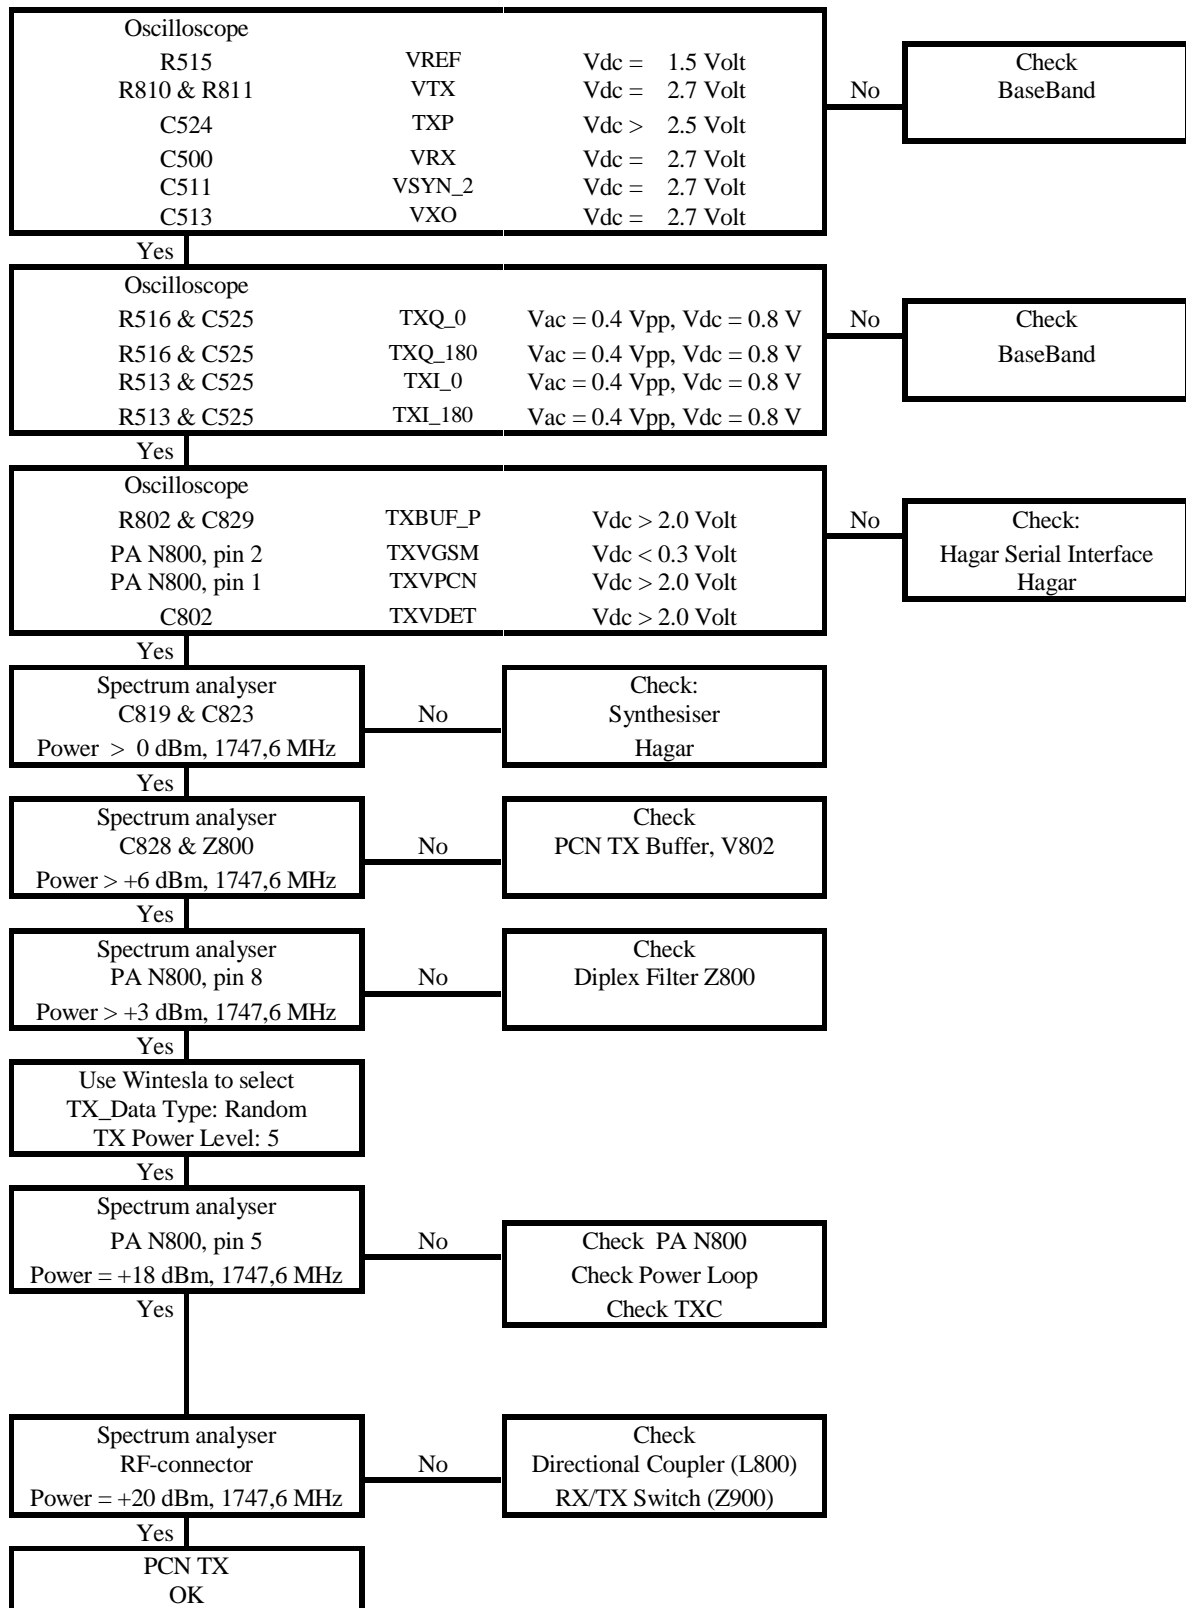 Oscilloscope
R515 VREF Vdc = 1.5 Volt
R810 & R811 VTX Vdc = 2.7 Volt
C524 TXP Vdc > 2.5 Volt
C500 VRX Vdc = 2.7 Volt
C511 VSYN_2 Vdc = 2.7 Volt
C513 VXO Vdc = 2.7 Volt
No
Check
BaseBand
Yes
Oscilloscope
R516 & C525 TXQ_0 Vac = 0.4 Vpp, Vdc = 0.8 V
R516 & C525 TXQ_180 Vac = 0.4 Vpp, Vdc = 0.8 V
R513 & C525 TXI_0 Vac = 0.4 Vpp, Vdc = 0.8 V
R513 & C525 TXI_180 Vac = 0.4 Vpp, Vdc = 0.8 V
No
Check
BaseBand
Yes
Oscilloscope
R802 & C829 TXBUF_P Vdc > 2.0 Volt
PA N800, pin 2 TXVGSM Vdc < 0.3 Volt
PA N800, pin 1 TXVPCN Vdc > 2.0 Volt
C802 TXVDET Vdc > 2.0 Volt
No
Check:
Hagar Serial Interface
Hagar
Yes
Spectrum analyser
C819 & C823
Power > 0 dBm, 1747,6 MHz
No
Check:
Synthesiser
Hagar
Yes
Spectrum analyser
C828 & Z800
Power > +6 dBm, 1747,6 MHz
No
Check
PCN TX Buffer, V802
Yes
Spectrum analyser
PA N800, pin 8
Power > +3 dBm, 1747,6 MHz
No
Check
Diplex Filter Z800
Yes
Use Wintesla to select
TX_Data Type: Random
TX Power Level: 5
Yes
Spectrum analyser
PA N800, pin 5
Power = +18 dBm, 1747,6 MHz
No
Check PA N800
Check Power Loop
Check TXC
Yes
Spectrum analyser
RF-connector
Power = +20 dBm, 1747,6 MHz
No
Check
Directional Coupler (L800)
RX/TX Switch (Z900)
Yes
PCN TX
OK